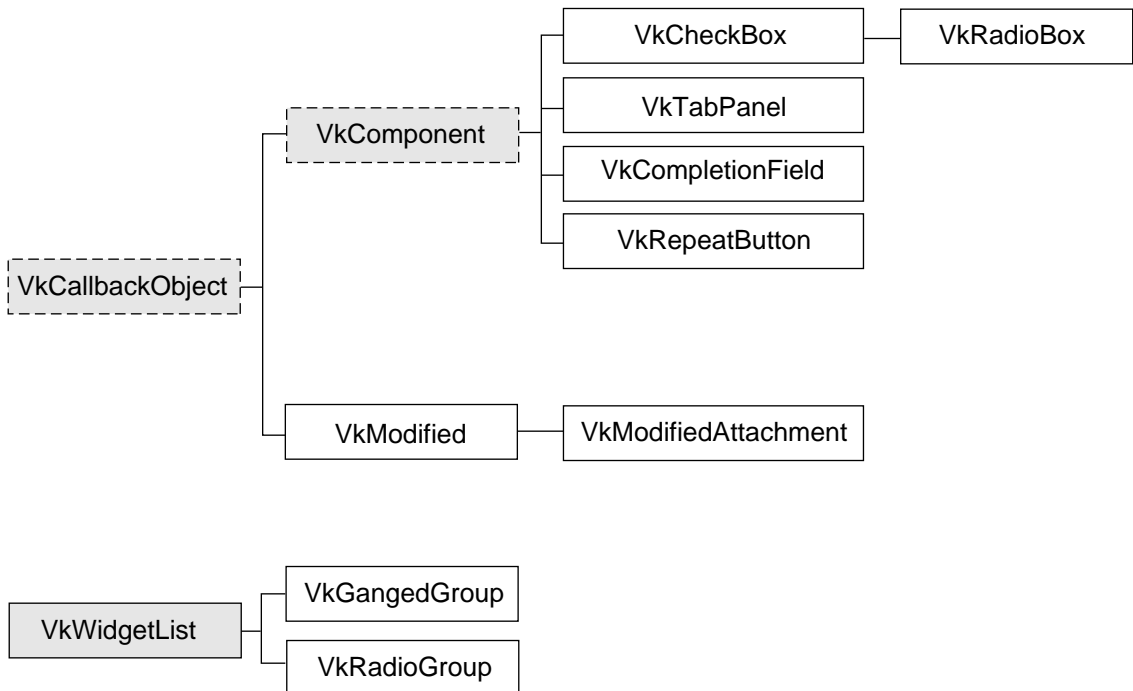 VkCheckBox
VkRadioBox
VkTabPanel
VkComponent
VkCompletionField
VkRepeatButton
VkCallbackObject
VkModified
VkModifiedAttachment
VkGangedGroup
VkWidgetList
VkRadioGroup